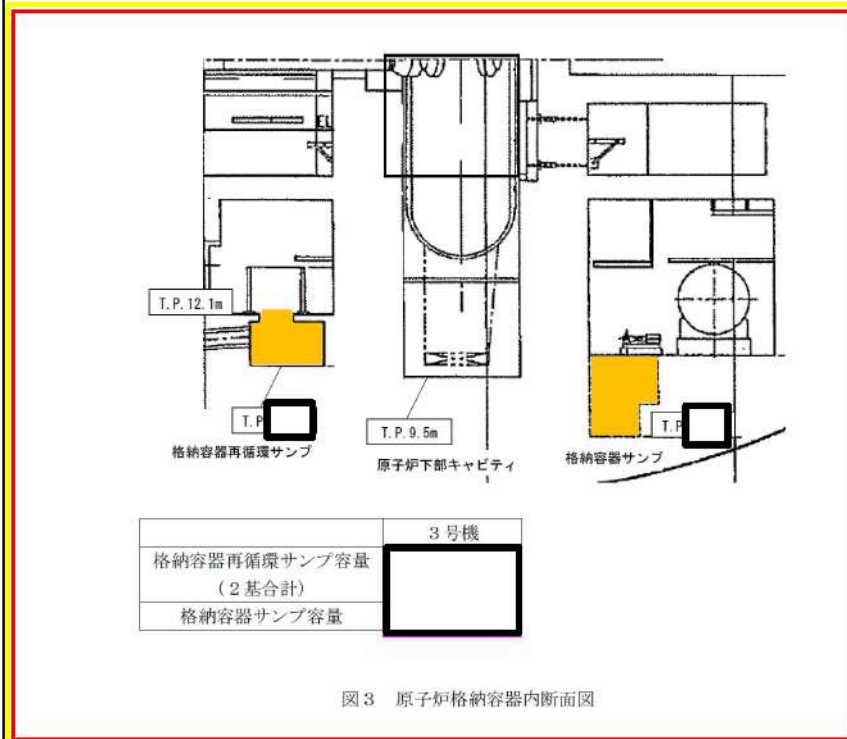 EL
T.P.12.1m
T.P
T.P.9.5m
T.P
格納容器再循環サンプ
原子炉下部キャビティ
格納容器サンプ
3号機
格納容器再循環サンプ容量
(2基合計)
格納容器サンプ容量
図3 原子炉格納容器内断面図